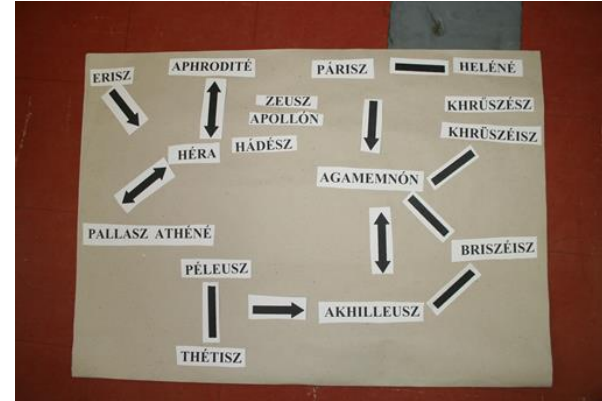 ERISZ
APHRODITÉ
PÁRISZ
HELÉNÉ
ZEUSZ
APOLLÓN
HÁDÉSZ
HÉRA
KHRÜSZÉSZ
KHRÜSZÉISZ
AGAMEMNÓN
PALLASZ ATHÉNÉ
BRISZÉISZ
PÉLEUSZ
AKHILLEUSZ
THÉTISZ